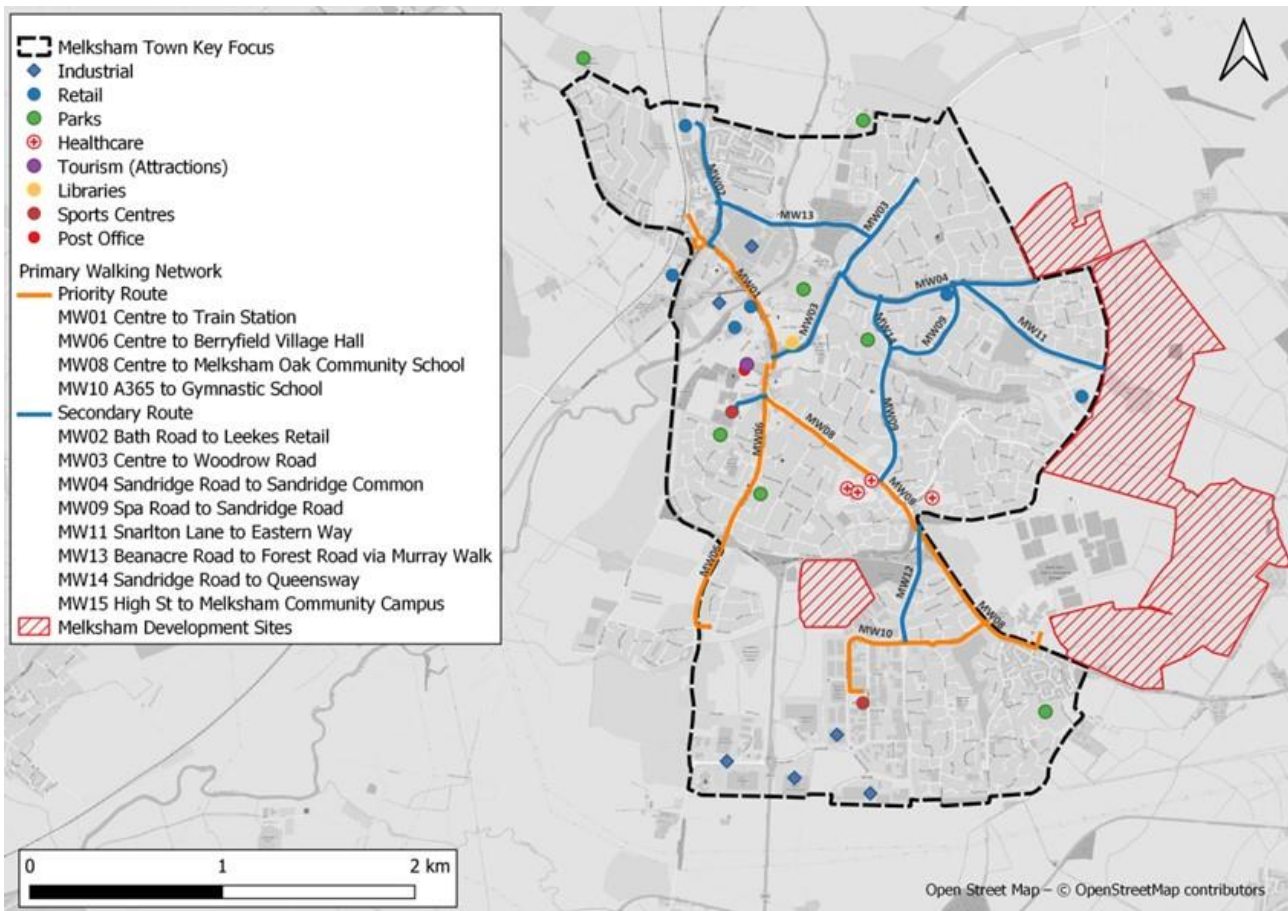 Melksham Town Key Focus
Industrial
Retail
Parks
Healthcare
Tourism (Attractions)
Libraries
Sports Centres
Post Office
Primary Walking Network
Priority Route
MW01 Centre to Train Station
MW06 Centre to Berryfield Village Hall
MW08 Centre to Melksham Oak Community School
MW10 A365 to Gymnastic School
Secondary Route
MW02 Bath Road to Leekes Retail
MW03 Centre to Woodrow Road
MW04 Sandridge Road to Sandridge Common
MW09 Spa Road to Sandridge Road
MW11 Snarlton Lane to Eastern Way
MW13 Beanacre Road to Forest Road via Murray Walk
MW14 Sandridge Road to Queensway
MW15 High St to Melksham Community Campus
Melksham Development Sites
MW02
MW13
MW03
MW01
MW04
MW03
MW09
MW11
MW14
MW09
MW08
MW06
MW08
MW06
MW12
MW08
MW10
0 1 2 km
Open Street Map – © OpenStreetMap contributors